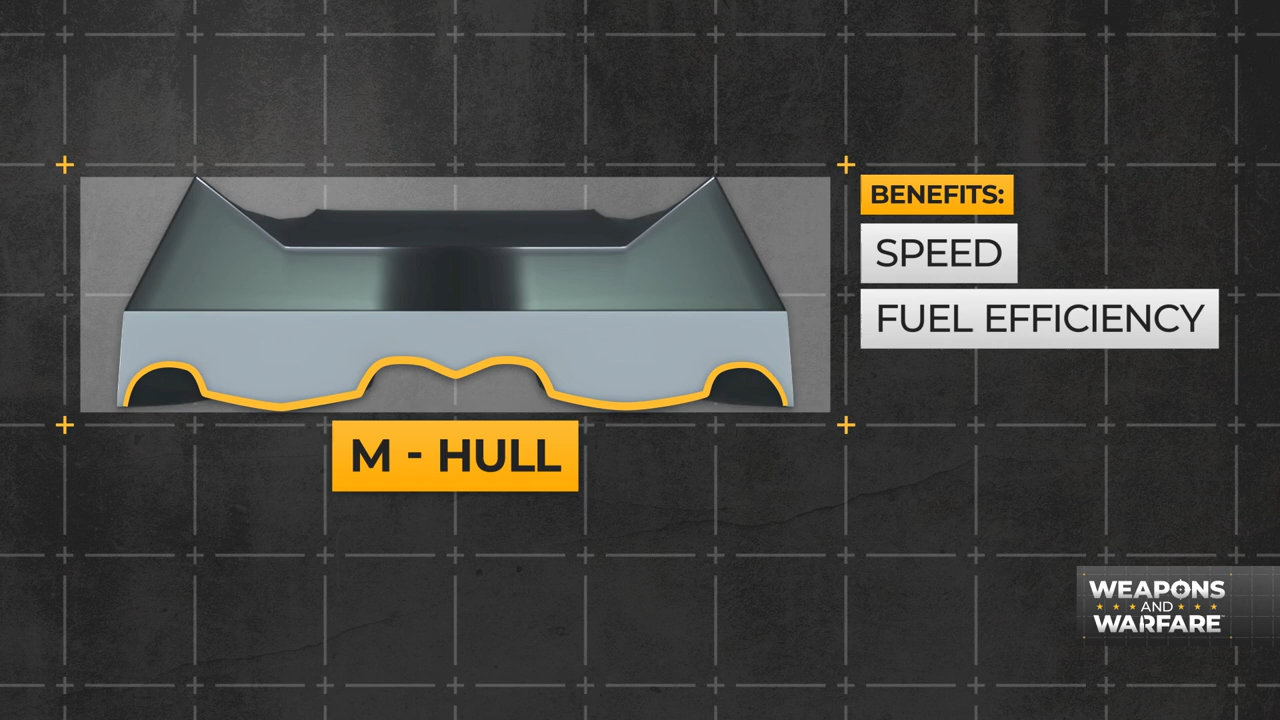 BENEFITS:
SPEED
FUEL EFFICIENCY
M - HULL
WEAPONS
AND
WARFARE